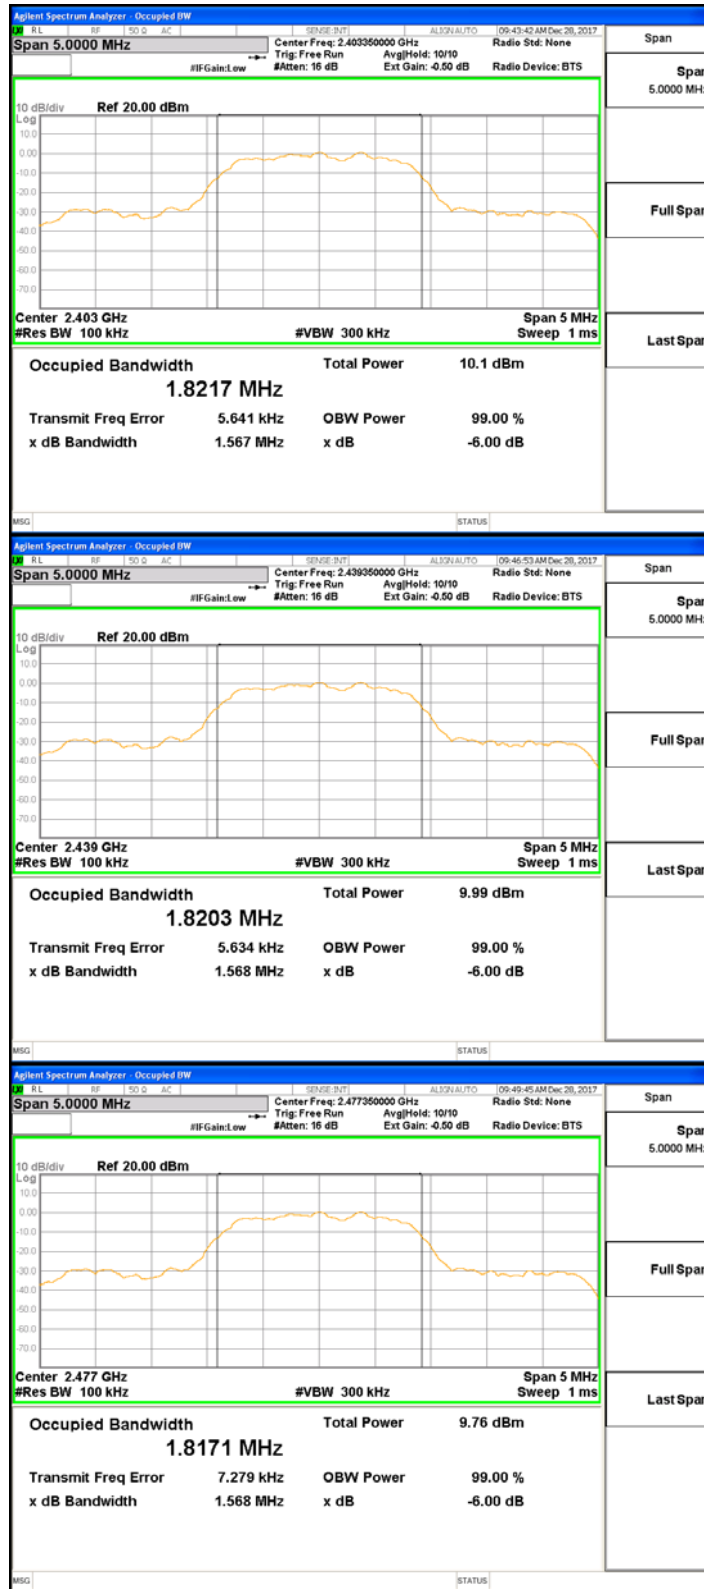 Agilent Spectrum Analyzer - Occupied BW
RL RF 50 Ω AC SENSE:INT ALIGN AUTO 09:43:42 AM Dec 28, 2017
Span 5.0000 MHz Center Freq: 2.403350000 GHz Radio Std: None Span
Trig: Free Run Avg|Hold: 10/10
#IFGain:Low #Atten: 16 dB Ext Gain: -0.50 dB Radio Device: BTS
Span
5.0000 MHz
10 dB/div Ref 20.00 dBm
Log
10.0
0.00
-10.0
-20.0
Full Span
-30.0
-40.0
-50.0
-60.0
-70.0
Center 2.403 GHz Span 5 MHz
#Res BW 100 kHz #VBW 300 kHz Sweep 1 ms
Last Span
Occupied Bandwidth Total Power 10.1 dBm
1.8217 MHz
Transmit Freq Error 5.641 kHz OBW Power 99.00 %
x dB Bandwidth 1.567 MHz x dB -6.00 dB
MSG STATUS
Agilent Spectrum Analyzer - Occupied BW
RL RF 50 Ω AC SENSE:INT ALIGN AUTO 09:46:53 AM Dec 28, 2017
Span 5.0000 MHz Center Freq: 2.439350000 GHz Radio Std: None Span
Trig: Free Run Avg|Hold: 10/10
#IFGain:Low #Atten: 16 dB Ext Gain: -0.50 dB Radio Device: BTS
Span
5.0000 MHz
10 dB/div Ref 20.00 dBm
Log
10.0
0.00
-10.0
-20.0
Full Span
-30.0
-40.0
-50.0
-60.0
-70.0
Center 2.439 GHz Span 5 MHz
#Res BW 100 kHz #VBW 300 kHz Sweep 1 ms
Last Span
Occupied Bandwidth Total Power 9.99 dBm
1.8203 MHz
Transmit Freq Error 5.634 kHz OBW Power 99.00 %
x dB Bandwidth 1.568 MHz x dB -6.00 dB
MSG STATUS
Agilent Spectrum Analyzer - Occupied BW
RL RF 50 Ω AC SENSE:INT ALIGN AUTO 09:49:45 AM Dec 28, 2017
Span 5.0000 MHz Center Freq: 2.477350000 GHz Radio Std: None Span
Trig: Free Run Avg|Hold: 10/10
#IFGain:Low #Atten: 16 dB Ext Gain: -0.50 dB Radio Device: BTS
Span
5.0000 MHz
10 dB/div Ref 20.00 dBm
Log
10.0
0.00
-10.0
-20.0
Full Span
-30.0
-40.0
-50.0
-60.0
-70.0
Center 2.477 GHz Span 5 MHz
#Res BW 100 kHz #VBW 300 kHz Sweep 1 ms
Last Span
Occupied Bandwidth Total Power 9.76 dBm
1.8171 MHz
Transmit Freq Error 7.279 kHz OBW Power 99.00 %
x dB Bandwidth 1.568 MHz x dB -6.00 dB
MSG STATUS